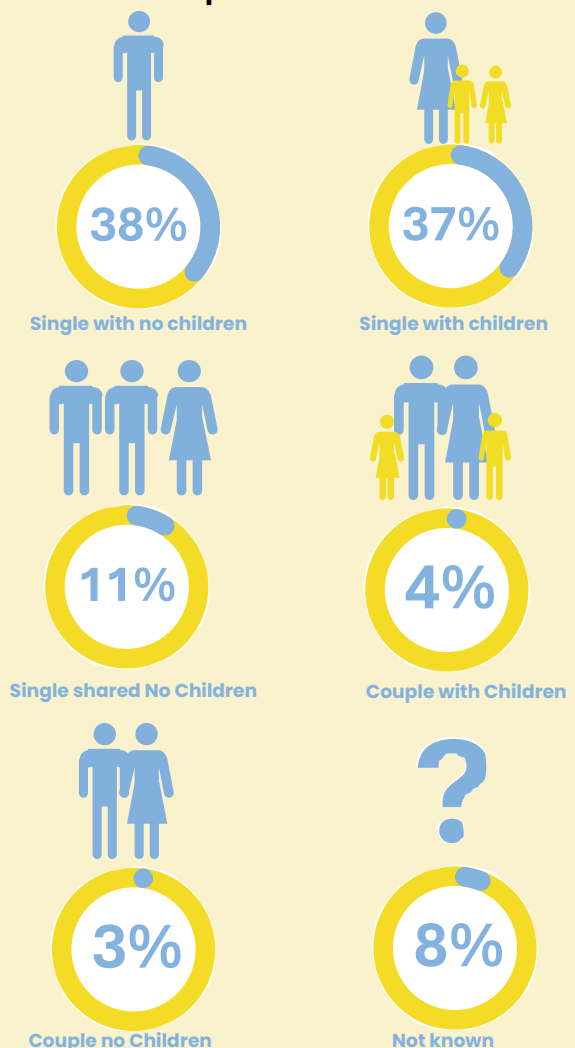 38%
37%
Single with no children
Single with children
11%
4%
Single shared No Children
Couple with Children
?
3%
8%
Couple no Children
Not known